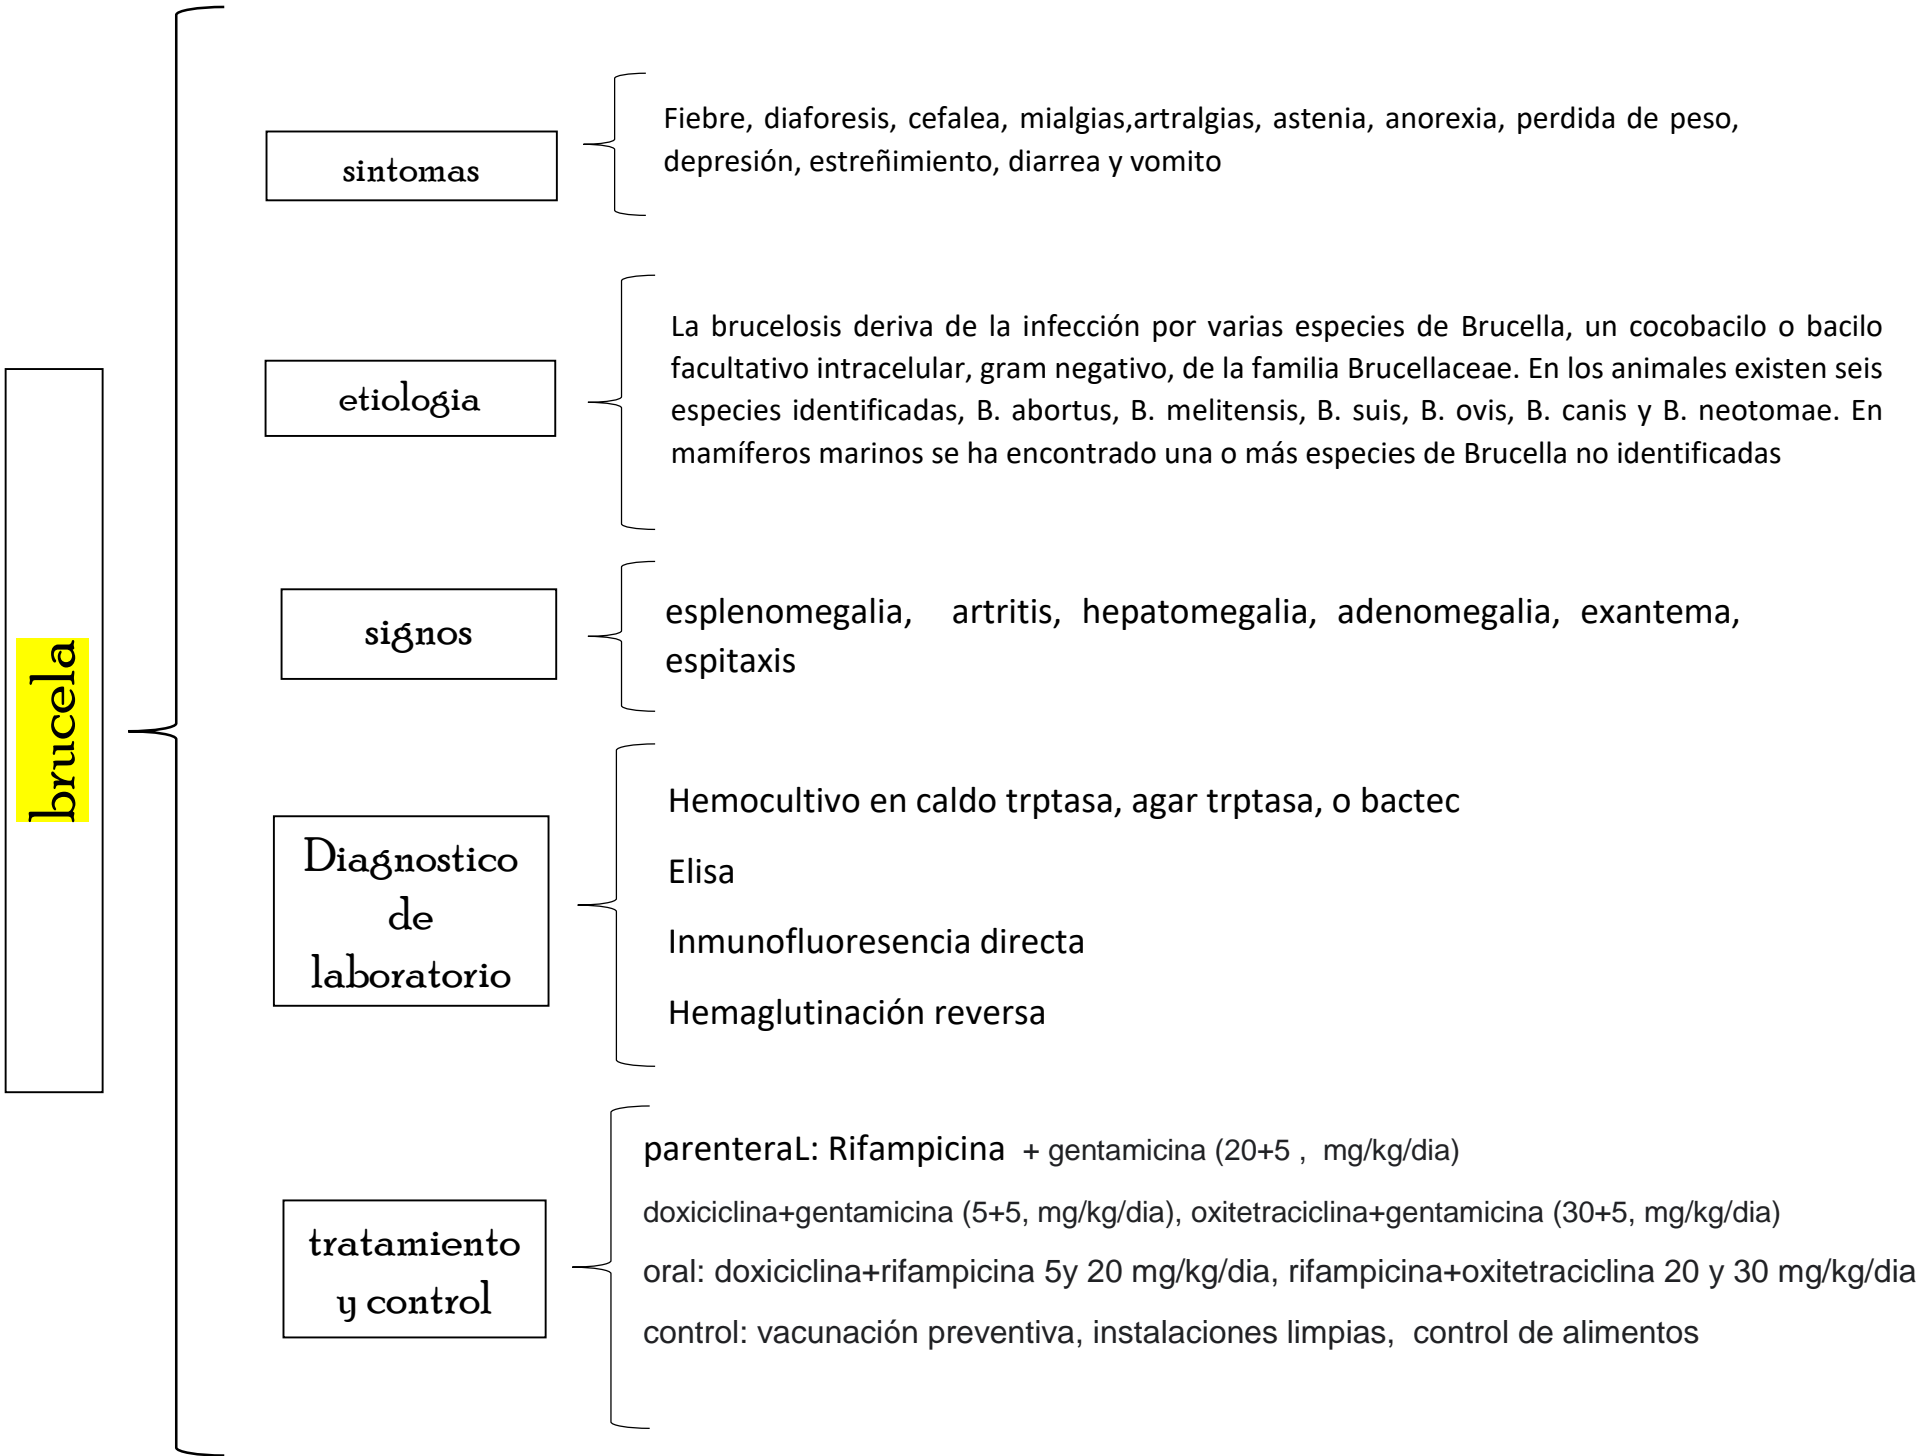 brucela
sintomas
Fiebre, diaforesis, cefalea, mialgias,artralgias, astenia, anorexia, perdida de peso,
depresión, estreñimiento, diarrea y vomito
etiologia
La brucelosis deriva de la infección por varias especies de Brucella, un cocobacilo o bacilo
facultativo intracelular, gram negativo, de la familia Brucellaceae. En los animales existen seis
especies identificadas, B. abortus, B. melitensis, B. suis, B. ovis, B. canis y B. neotomae. En
mamíferos marinos se ha encontrado una o más especies de Brucella no identificadas
signos
esplenomegalia, artritis, hepatomegalia, adenomegalia, exantema,
espitaxis
Diagnostico
de
laboratorio
Hemocultivo en caldo trptasa, agar trptasa, o bactec
Elisa
Inmunofluoresencia directa
Hemaglutinación reversa
tratamiento
y control
parenteraL: Rifampicina + gentamicina (20+5 , mg/kg/dia)
doxiciclina+gentamicina (5+5, mg/kg/dia), oxitetraciclina+gentamicina (30+5, mg/kg/dia)
oral: doxiciclina+rifampicina 5y 20 mg/kg/dia, rifampicina+oxitetraciclina 20 y 30 mg/kg/dia
control: vacunación preventiva, instalaciones limpias, control de alimentos